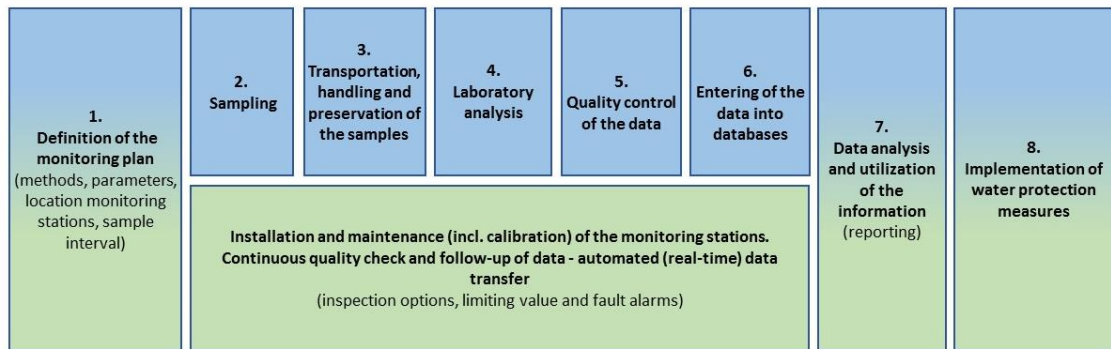 1.
Definition of the
monitoring plan
(methods, parameters,
location monitoring
stations, sample
interval)
2.
Sampling
3.
Transportation,
handling and
preservation of
the samples
4.
Laboratory
analysis
5.
Quality control
of the data
6.
Entering of the
data into
databases
Installation and maintenance (incl. calibration) of the monitoring stations.
Continuous quality check and follow-up of data - automated (real-time) data
transfer
(inspection options, limiting value and fault alarms)
7.
Data analysis
and utilization
of the
information
(reporting)
8.
Implementation of
water protection
measures